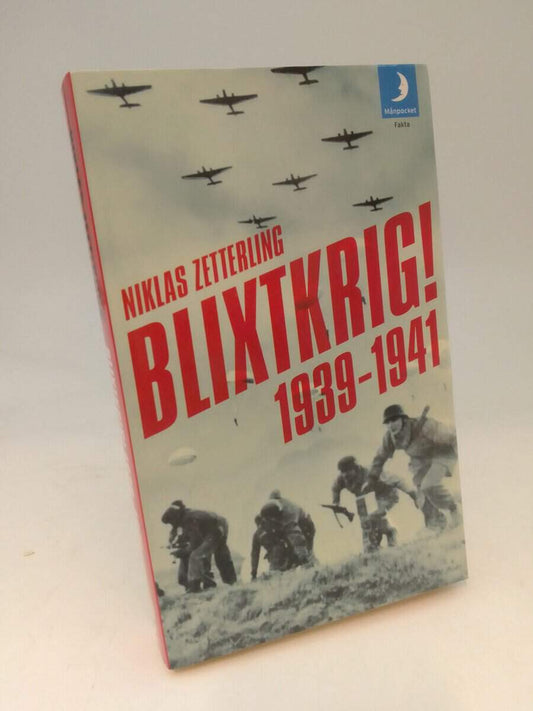 Månpocket
Fakta
NIKLAS ZETTERLING
BLIXTKRIG!
1939–1941